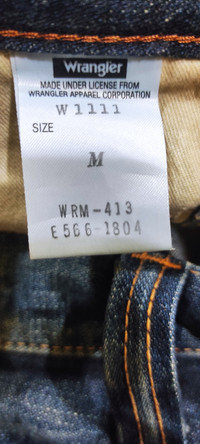 Wrangler
MADE UNDER LICENSE FROM
WRANGLER APPAREL CORPORATION
W1111
SIZE
M
WRM-413
E566-1804